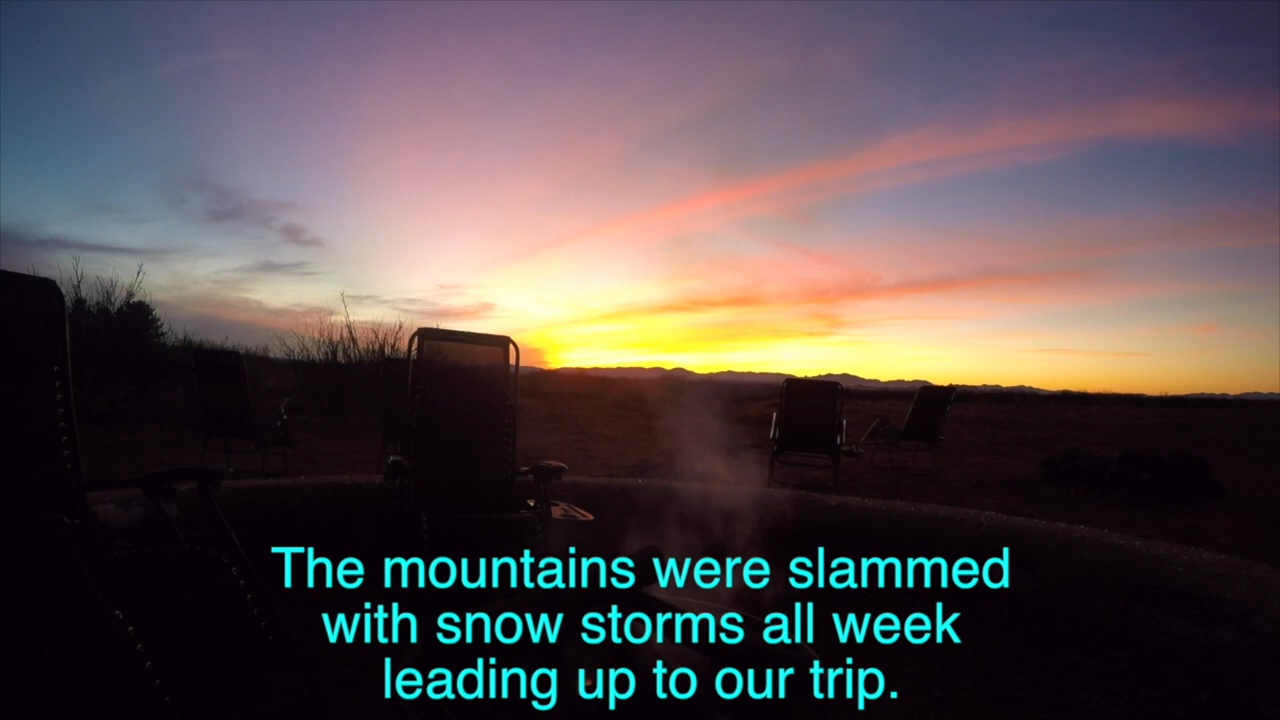 The mountains were slammed
with snow storms all week
leading up to our trip.